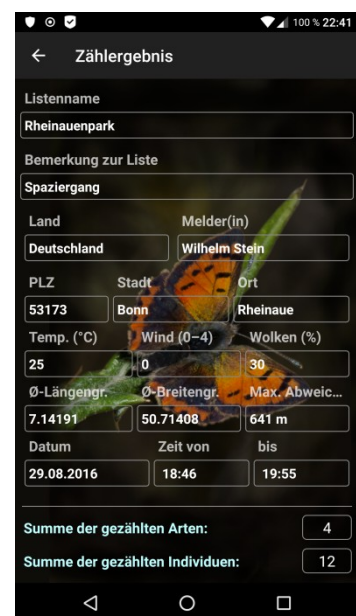 100 % 22:41
Zählergebnis
Listenname
Rheinauenpark
Bemerkung zur Liste
Spaziergang
Land Melder(in)
Deutschland Wilhelm Stein
PLZ Stadt Ort
53173 Bonn Rheinaue
Temp. (°C) Wind (0–4) Wolken (%)
25 0 30
Ø-Längengr. Ø-Breitengr. Max. Abweic...
7.14191 50.71408 641 m
Datum Zeit von bis
29.08.2016 18:46 19:55
Summe der gezählten Arten: 4
Summe der gezählten Individuen: 12